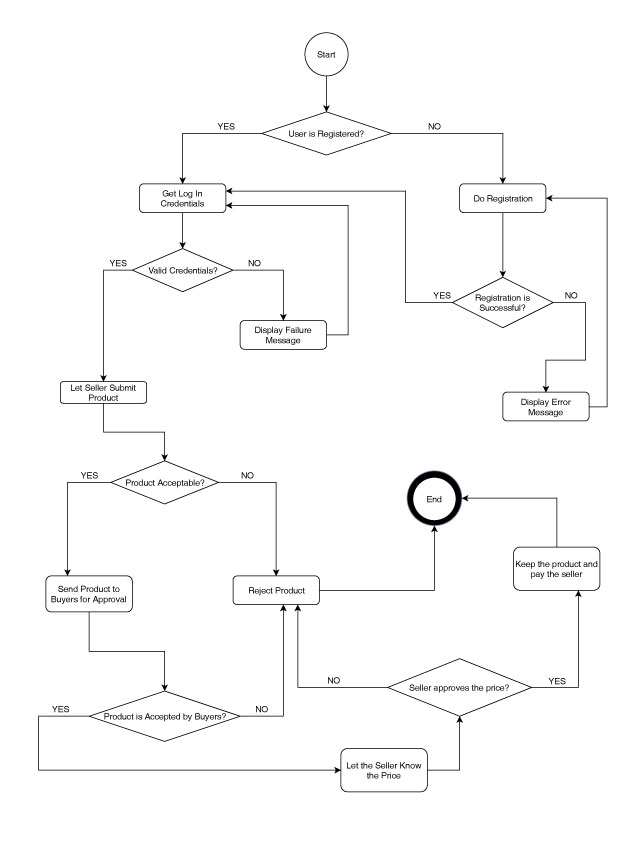 Start
YES
User is Registered?
NO
Get Log In
Credentials
Do Registration
YES
Valid Credentials?
NO
YES
Registration is
Successful?
NO
Display Failure
Message
Let Seller Submit
Product
Display Error
Message
YES
Product Acceptable?
NO
End
Keep the product and
pay the seller
Send Product to
Buyers for Approval
Reject Product
NO
Seller approves the price?
YES
YES
Product is Accepted by Buyers?
NO
Let the Seller Know
the Price